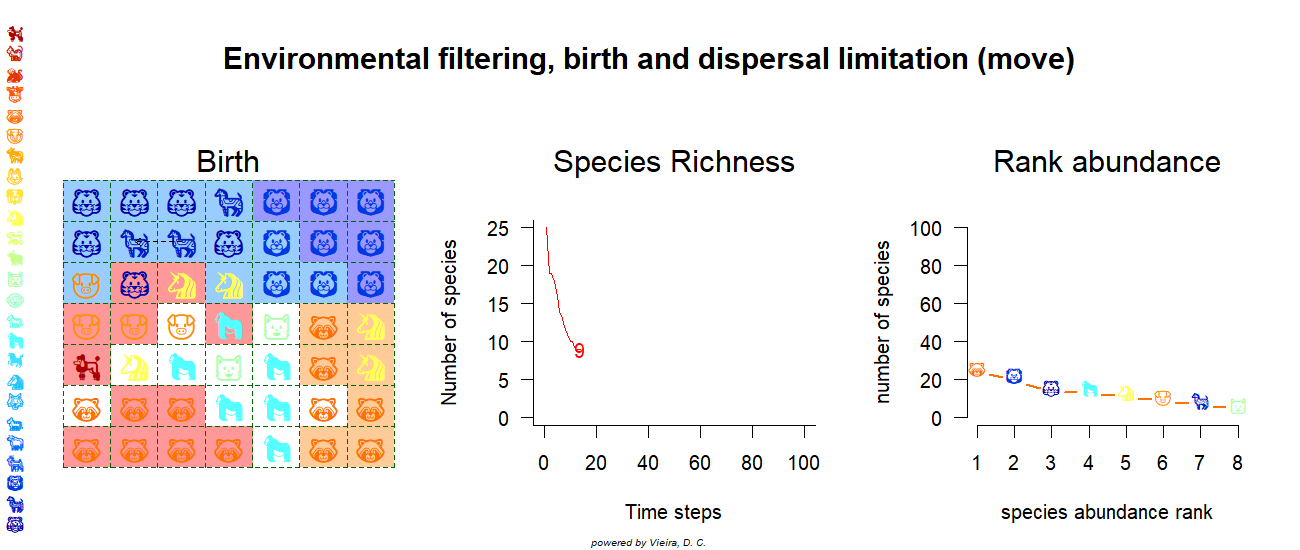 Environmental filtering, birth and dispersal limitation (move)
Birth
Species Richness
Number of species
25
20
15
10
5
0
9
0 20 40 60 80 100
Time steps
Rank abundance
number of species
100
80
60
40
20
0
1 2 3 4 5 6 7 8
species abundance rank
powered by Vieira, D. C.